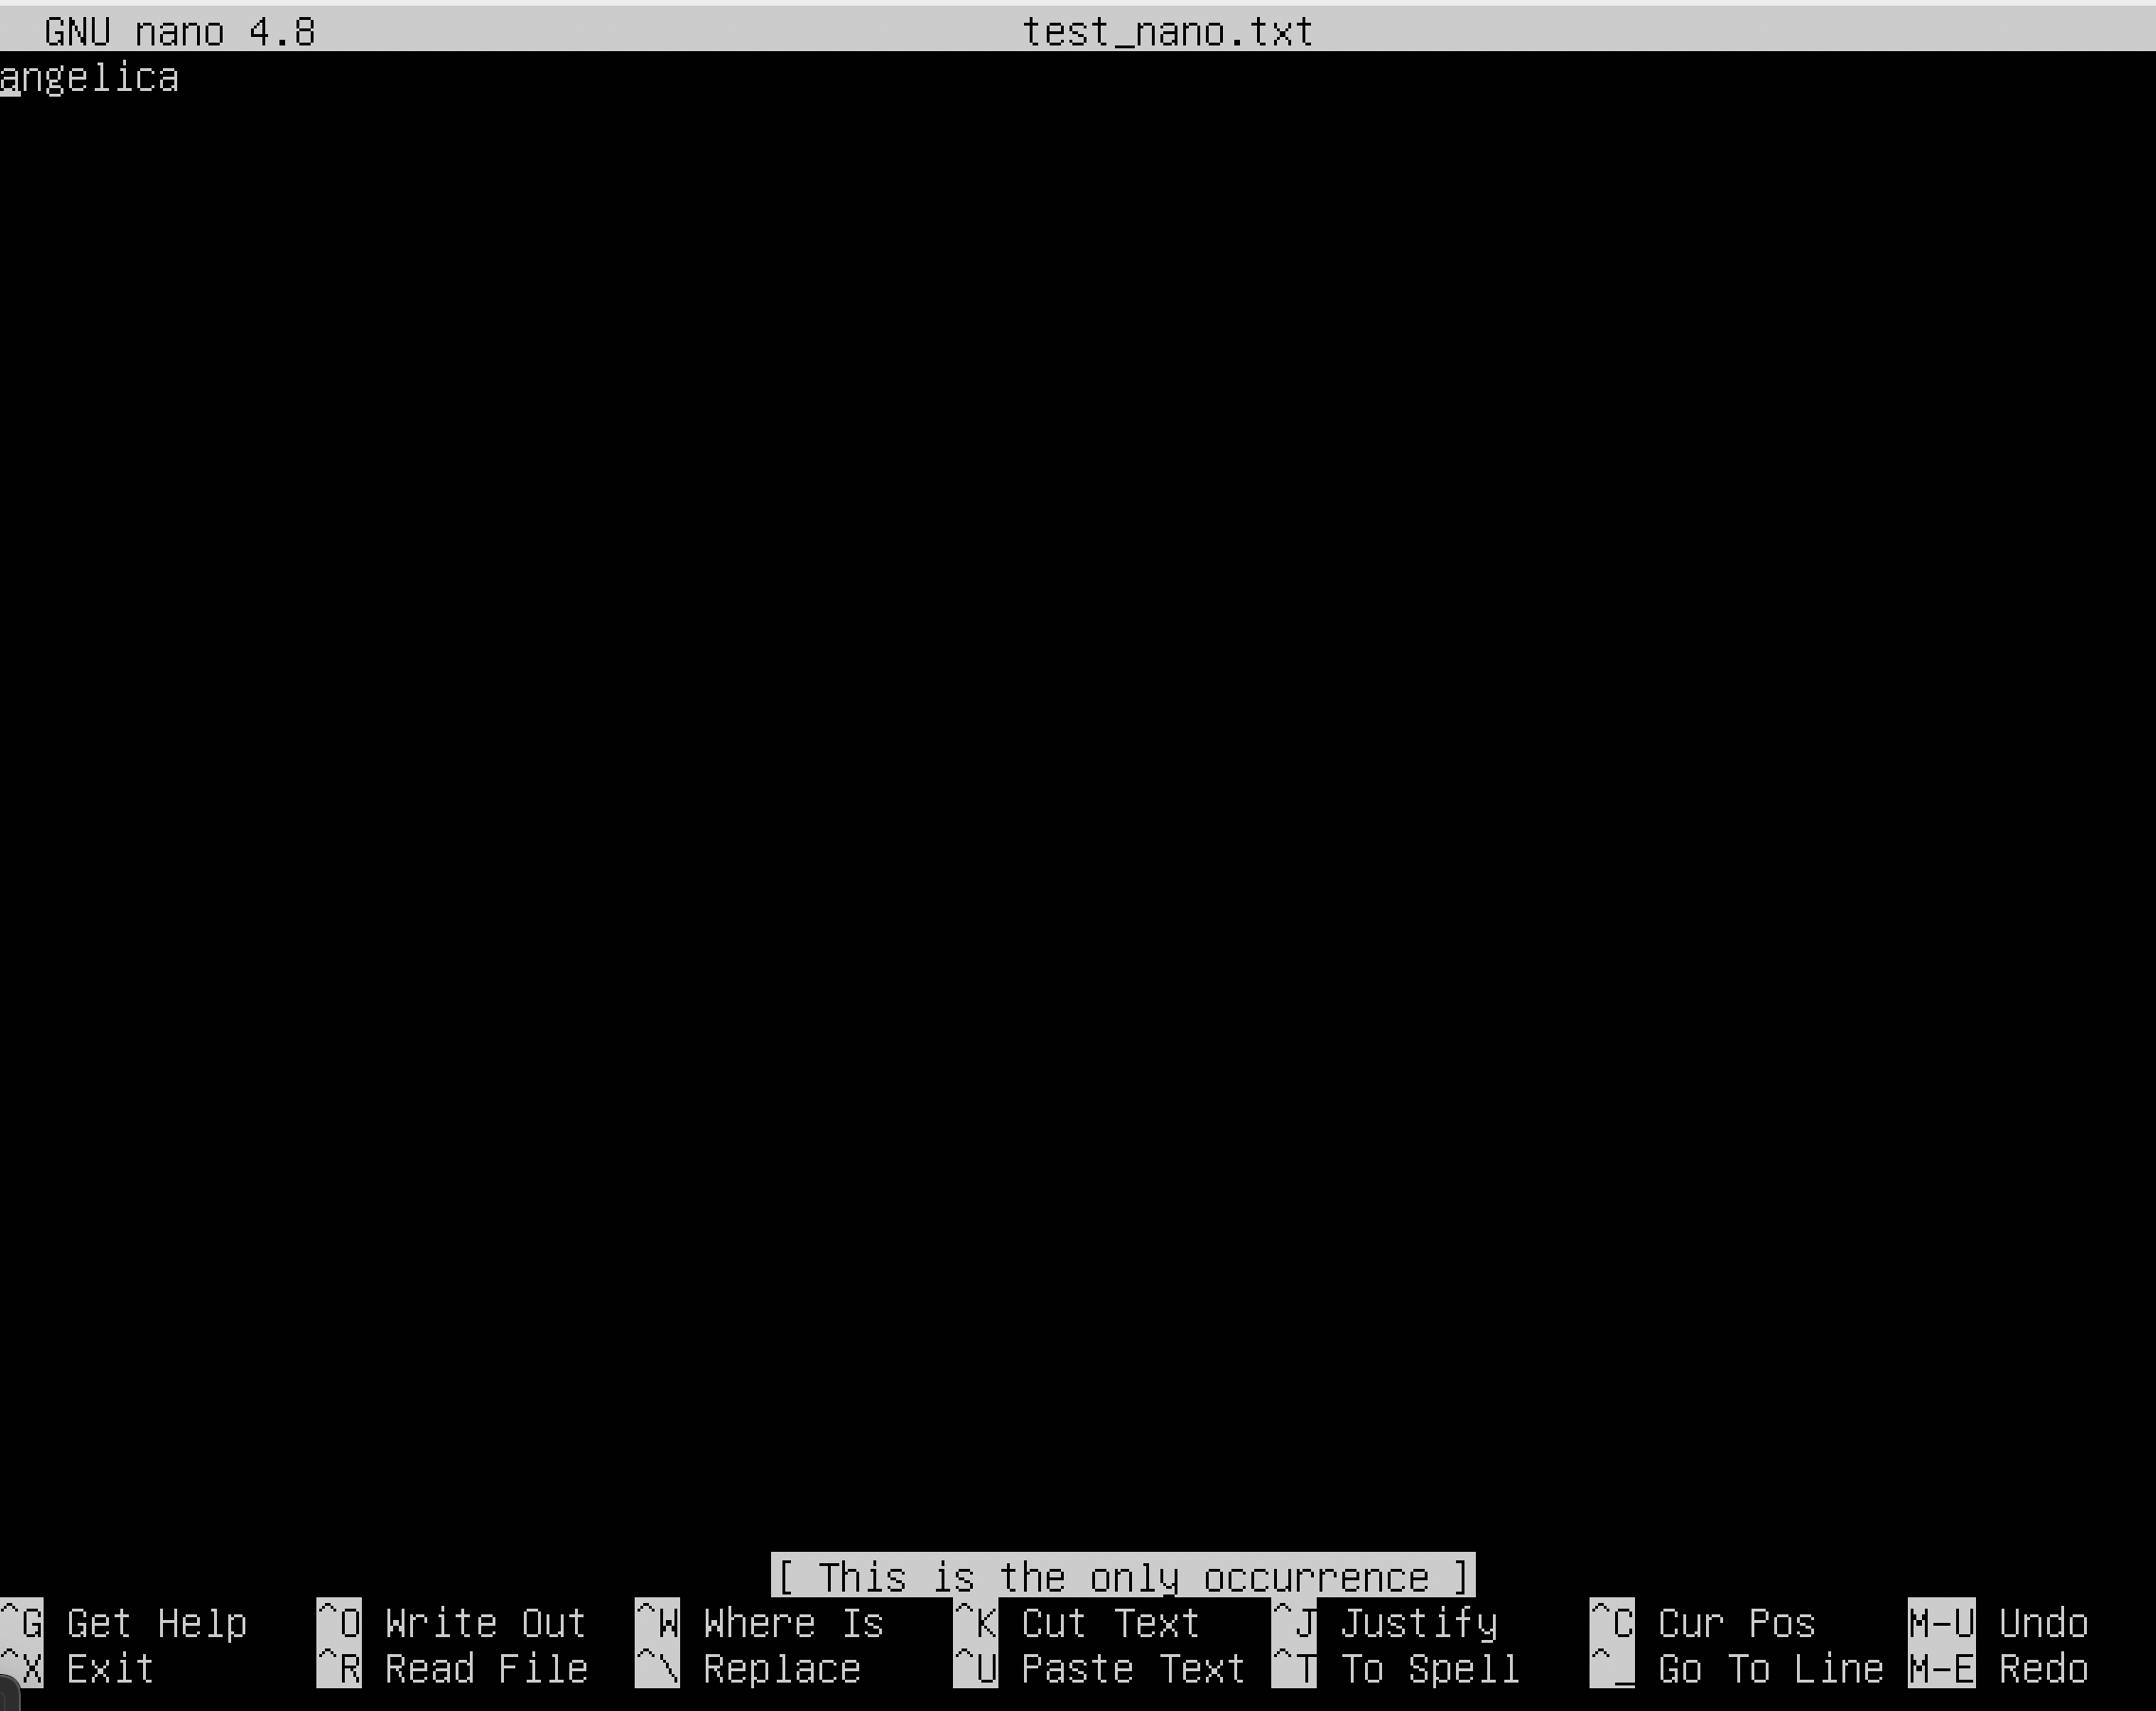 GNU nano 4.8 test_nano.txt
angelica
[ This is the only occurrence ]
^G Get Help ^O Write Out ^W Where Is ^K Cut Text ^J Justify ^C Cur Pos M-U Undo
^X Exit ^R Read File ^\ Replace ^U Paste Text ^T To Spell ^_ Go To Line M-E Redo